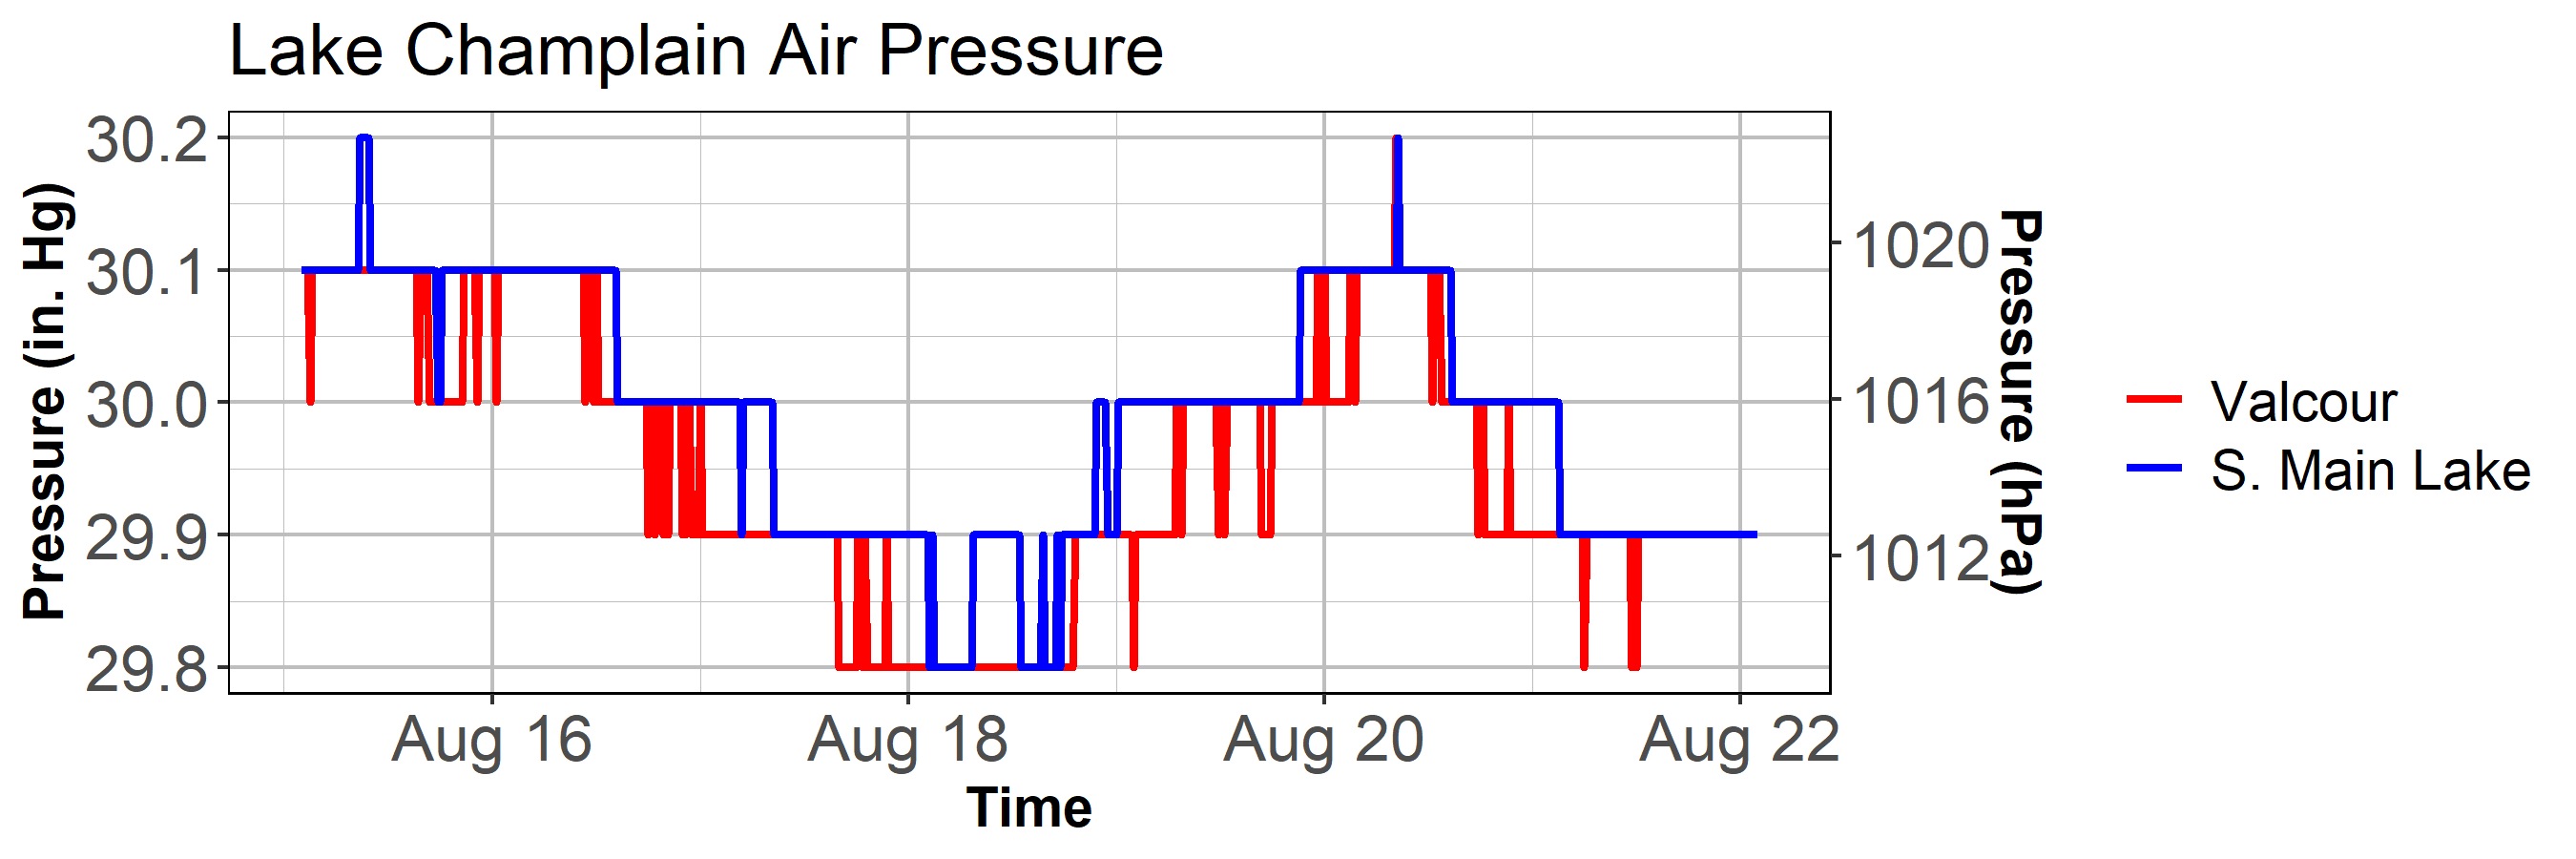 Lake Champlain Air Pressure
Pressure (in. Hg)
30.2
30.1
30.0
29.9
29.8
1020
1016
1012
Pressure (hPa)
Aug 16
Aug 18
Aug 20
Aug 22
Time
Valcour
S. Main Lake